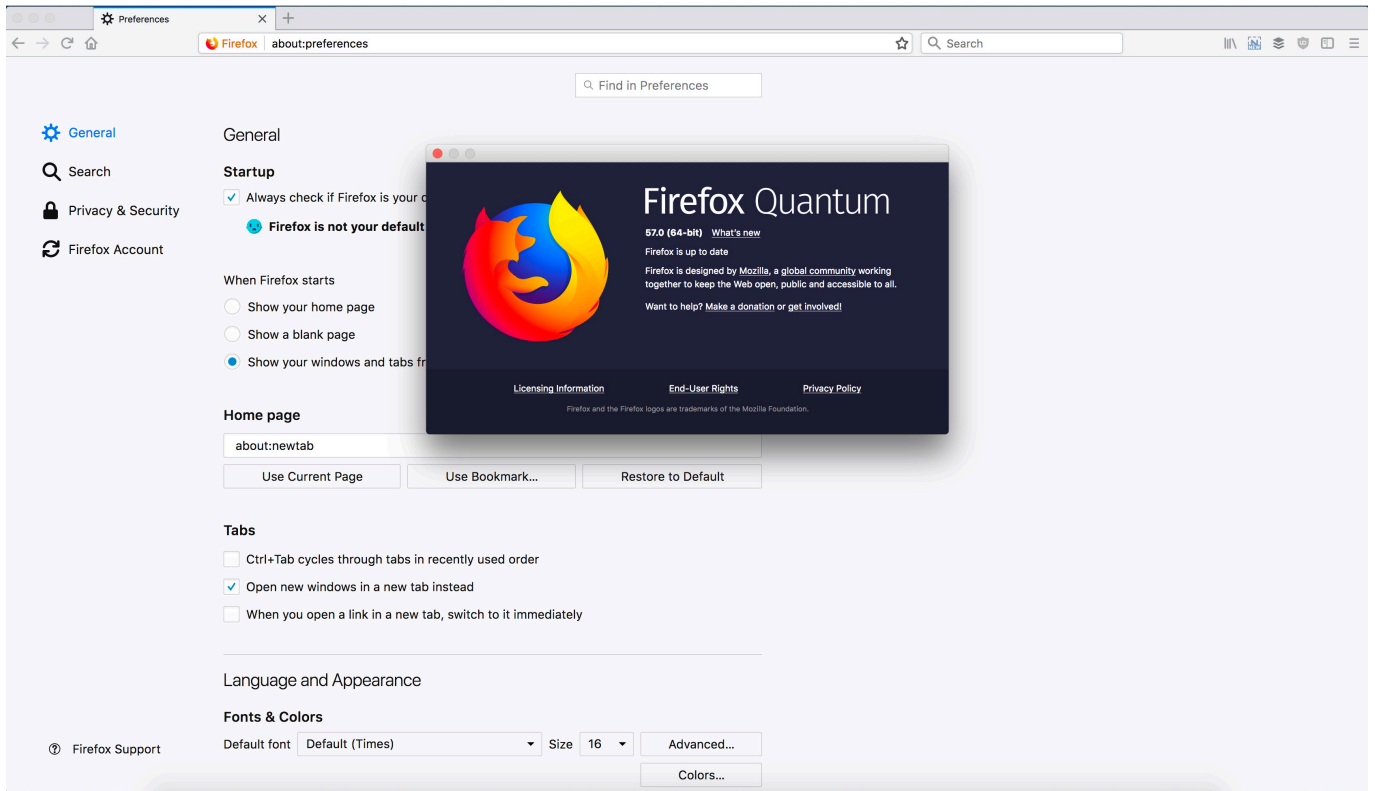 Preferences
Firefox about:preferences
Search
Find in Preferences
General
Search
Privacy & Security
Firefox Account
Firefox Support
General
Startup
Always check if Firefox is your d
Firefox is not your default
When Firefox starts
Show your home page
Show a blank page
Show your windows and tabs fr
Home page
about:newtab
Use Current Page Use Bookmark... Restore to Default
Tabs
Ctrl+Tab cycles through tabs in recently used order
Open new windows in a new tab instead
When you open a link in a new tab, switch to it immediately
Language and Appearance
Fonts & Colors
Default font Default (Times) Size 16 Advanced...
Colors...
Firefox Quantum
57.0 (64-bit) What's new
Firefox is up to date
Firefox is designed by Mozilla, a global community working
together to keep the Web open, public and accessible to all.
Want to help? Make a donation or get involved!
Licensing Information End-User Rights Privacy Policy
Firefox and the Firefox logos are trademarks of the Mozilla Foundation.